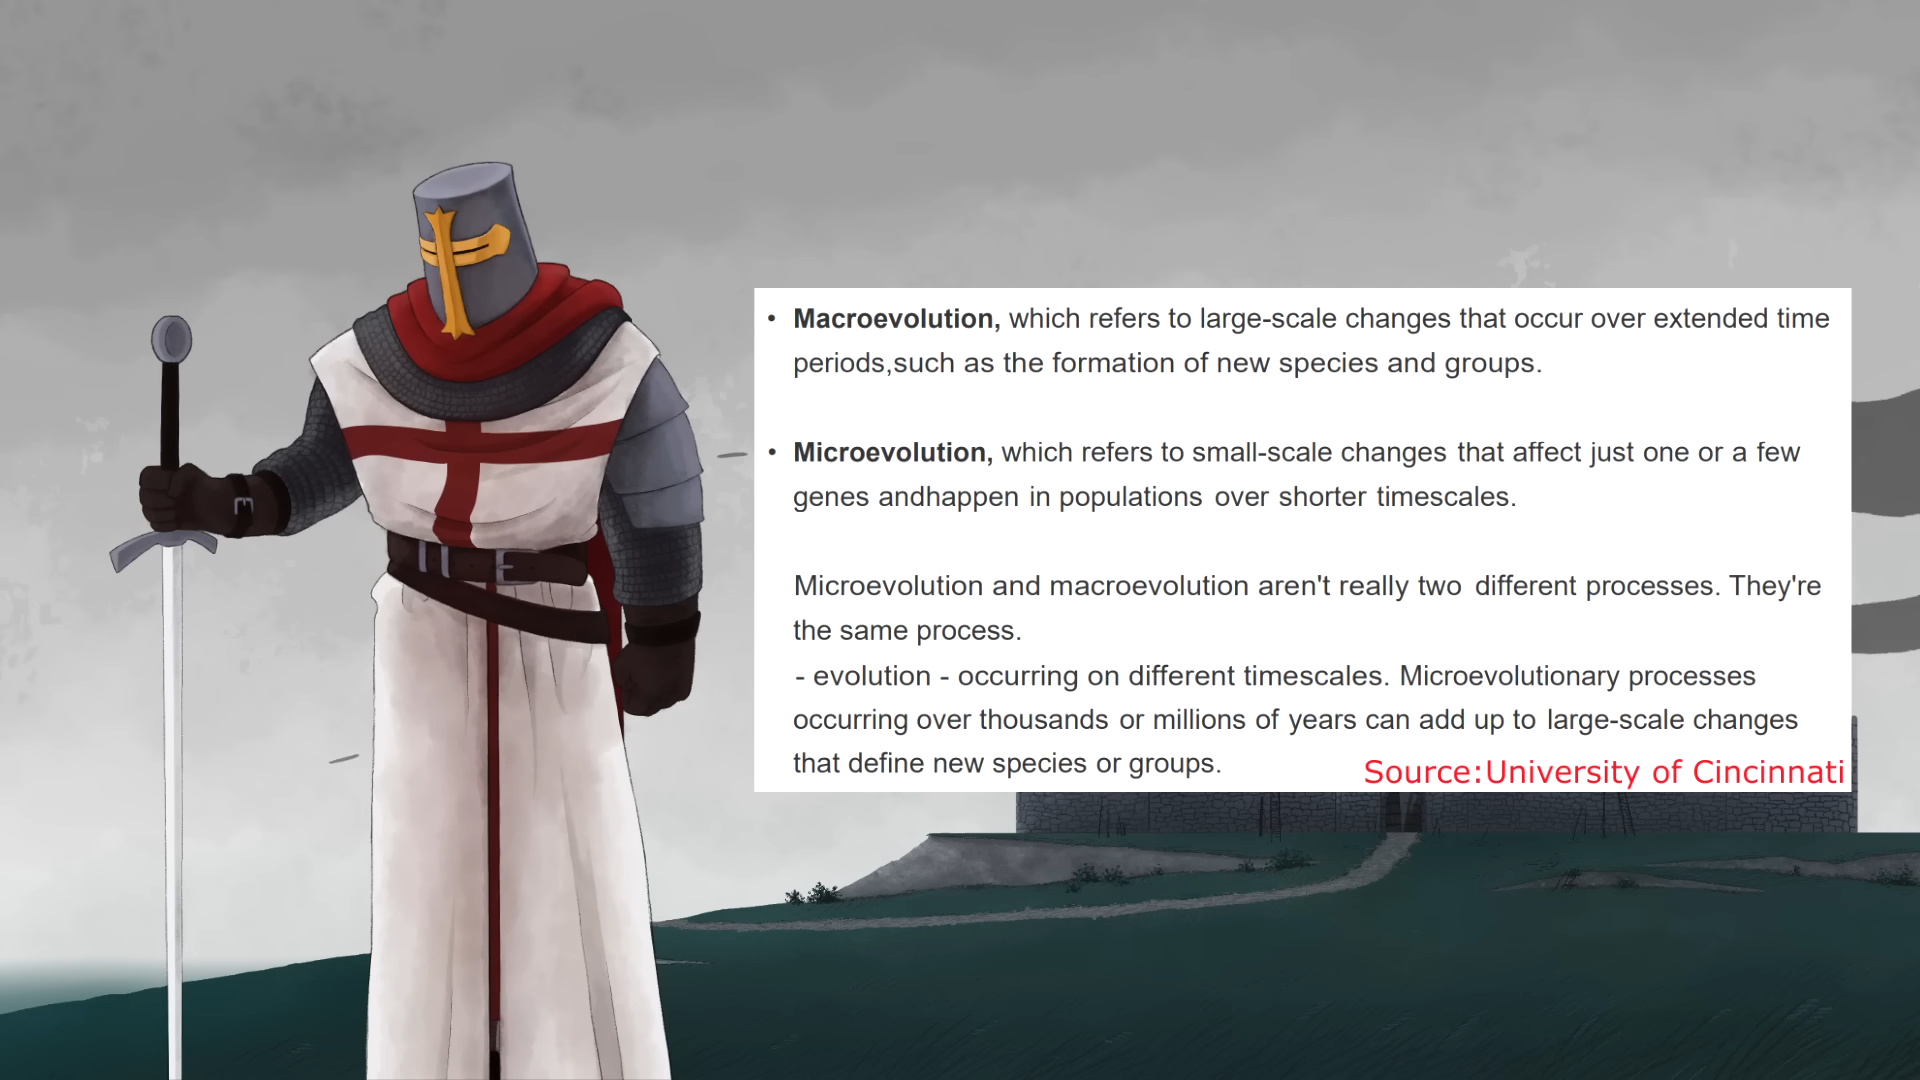 • Macroevolution, which refers to large-scale changes that occur over extended time
periods,such as the formation of new species and groups.
• Microevolution, which refers to small-scale changes that affect just one or a few
genes andhappen in populations over shorter timescales.
Microevolution and macroevolution aren't really two different processes. They're
the same process.
- evolution - occurring on different timescales. Microevolutionary processes
occurring over thousands or millions of years can add up to large-scale changes
that define new species or groups.
Source:University of Cincinnati